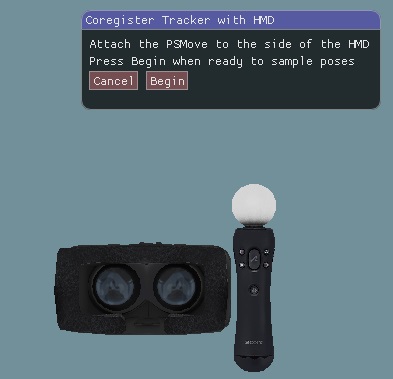 Coregister Tracker with HMD
Attach the PSMove to the side of the HMD
Press Begin when ready to sample poses
Cancel Begin